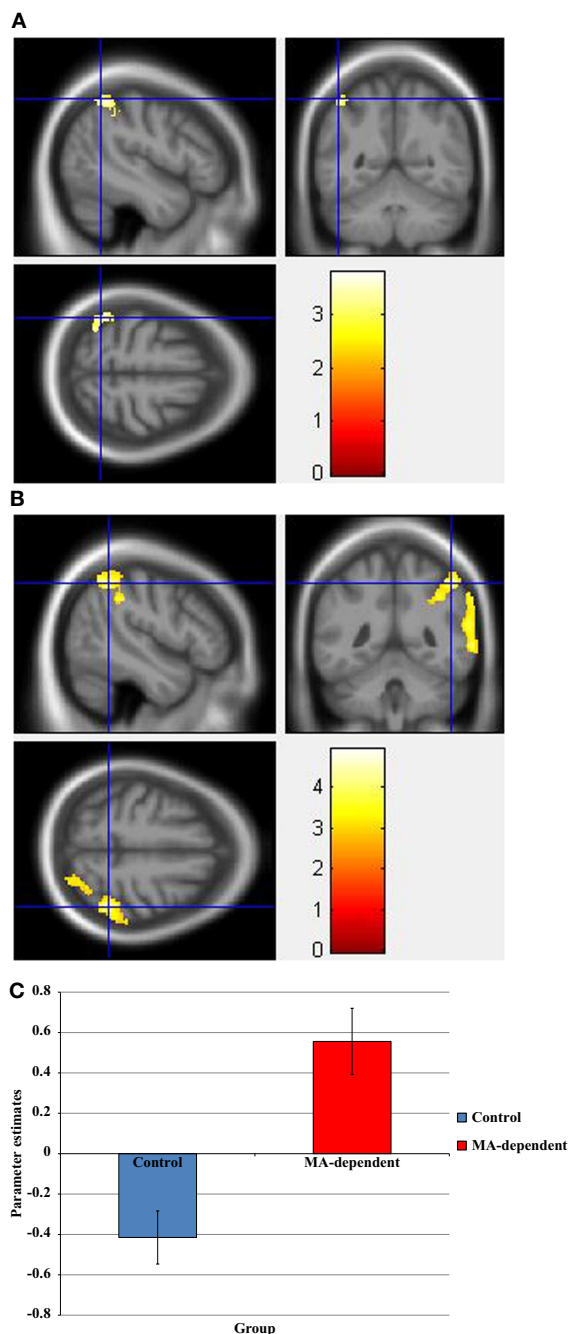 A
3
2
1
0
B
4
3
2
1
0
C
0.8
0.6
0.4
0.2
0
-0.2
-0.4
-0.6
-0.8
Parameter estimates
Control
MA-dependent
Control
MA-dependent
Group